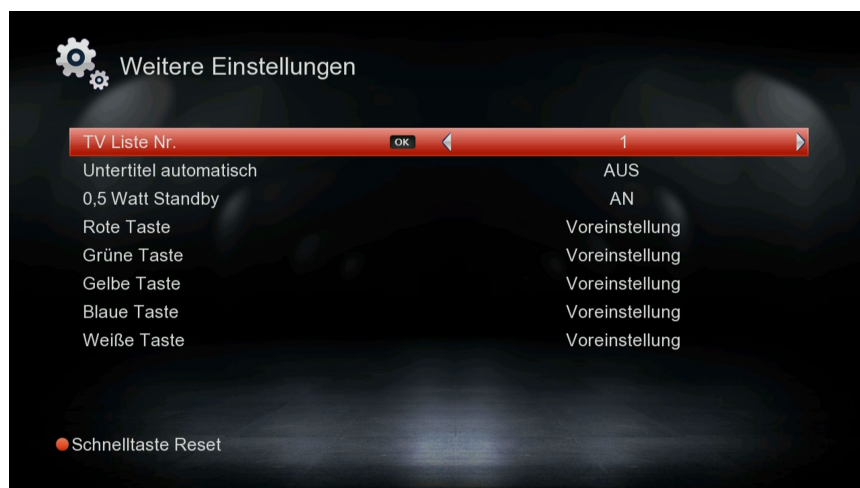 Weitere Einstellungen
TV Liste Nr. OK 1
Untertitel automatisch AUS
0,5 Watt Standby AN
Rote Taste Voreinstellung
Grüne Taste Voreinstellung
Gelbe Taste Voreinstellung
Blaue Taste Voreinstellung
Weiße Taste Voreinstellung
Schnelltaste Reset